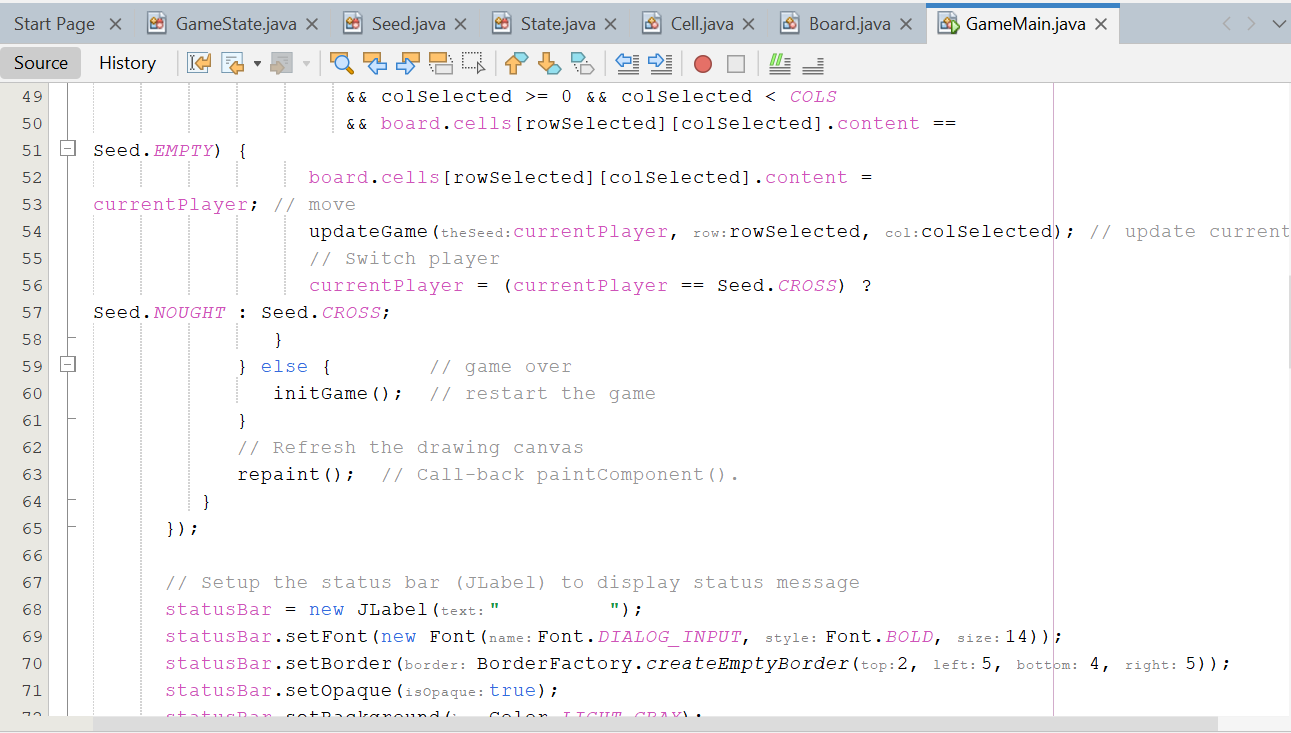 Start Page GameState.java Seed.java State.java Cell.java Board.java GameMain.java
Source History
49 && colSelected >= 0 && colSelected < COLS
50 && board.cells[rowSelected][colSelected].content ==
51 Seed.EMPTY) {
52 board.cells[rowSelected][colSelected].content =
53 currentPlayer; // move
54 updateGame(theSeed:currentPlayer, row:rowSelected, col:colSelected); // update current
55 // Switch player
56 currentPlayer = (currentPlayer == Seed.CROSS) ?
57 Seed.NOUGHT : Seed.CROSS;
58 }
59 } else { // game over
60 initGame(); // restart the game
61 }
62 // Refresh the drawing canvas
63 repaint(); // Call-back paintComponent().
64 }
65 });
66
67 // Setup the status bar (JLabel) to display status message
68 statusBar = new JLabel(text:"         ");
69 statusBar.setFont(new Font(name:Font.DIALOG_INPUT, style:Font.BOLD, size:14));
70 statusBar.setBorder(border:BorderFactory.createEmptyBorder(top:2, left:5, bottom:4, right:5));
71 statusBar.setOpaque(isOpaque:true);
72 statusBar.setBackground( Color.LIGHT_GRAY);